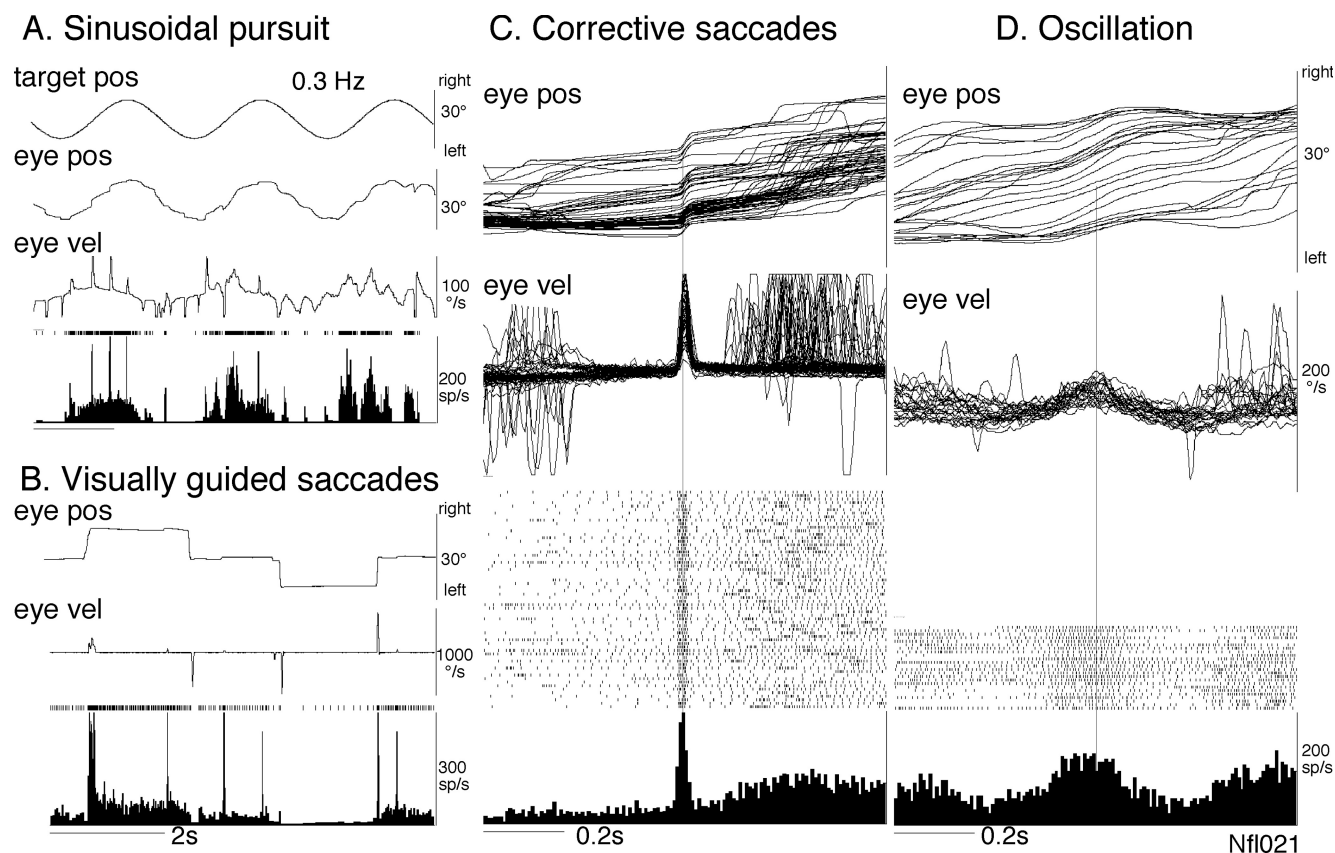 A. Sinusoidal pursuit
target pos
0.3 Hz
right
30°
left
eye pos
30°
eye vel
100
°/s
200
sp/s
B. Visually guided saccades
eye pos
right
30°
left
eye vel
1000
°/s
300
sp/s
2s
C. Corrective saccades
eye pos
eye vel
0.2s
D. Oscillation
right
eye pos
30°
left
eye vel
200
°/s
200
sp/s
0.2s
Nfl021